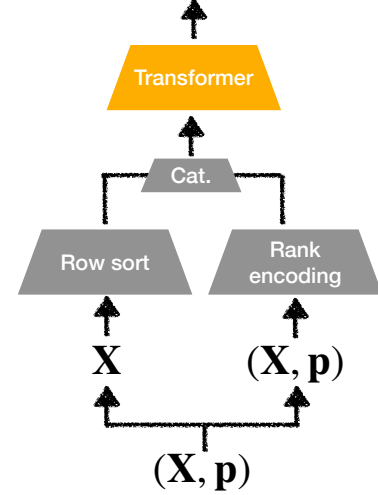 Transformer
Cat.
Row sort
Rank
encoding
X
(X, p)
(X, p)